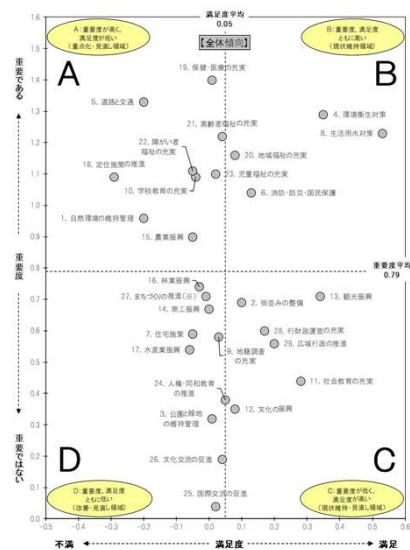 満足度平均
0.05
A：重要度が高く、
満足度が低い
（重点化・見直し領域）
【全体傾向】
B：重要度、満足度
ともに高い
（現状維持領域）
A
B
19. 保健・医療の充実
5. 道路と交通
4. 環境衛生対策
21. 高齢者福祉の充実
8. 生活用水対策
22. 障がい者
福祉の充実
20. 地域福祉の充実
18. 定住施策の推進
23. 児童福祉の充実
10. 学校教育の充実
6. 消防・防災・国民保護
1. 自然環境の維持管理
15. 農業振興
重要度平均
0.79
16. 林業振興
27. まちづくりの推進（※）
2. 街並みの整備
13. 観光振興
14. 商工振興
7. 住宅施策
28. 行財政運営の充実
17. 水産業振興
9. 地籍調査
の充実
29. 広域行政の推進
24. 人権・同和教育
の推進
11. 社会教育の充実
3. 公園と緑地
の維持管理
12. 文化の振興
26. 文化交流の促進
D
C
D：重要度、満足度
ともに低い
（改善・見直し領域）
25. 国際交流の促進
C：重要度が低く、
満足度が高い
（現状維持・見直し領域）
1.6
1.5
1.4
1.3
1.2
1.1
1.0
0.9
0.8
0.7
0.6
0.5
0.4
0.3
0.2
0.1
0.0
-0.5 -0.4 -0.3 -0.2 -0.1 0.0 0.1 0.2 0.3 0.4 0.5 0.6
重要である
重要度
重要ではない
不満 満足度 満足